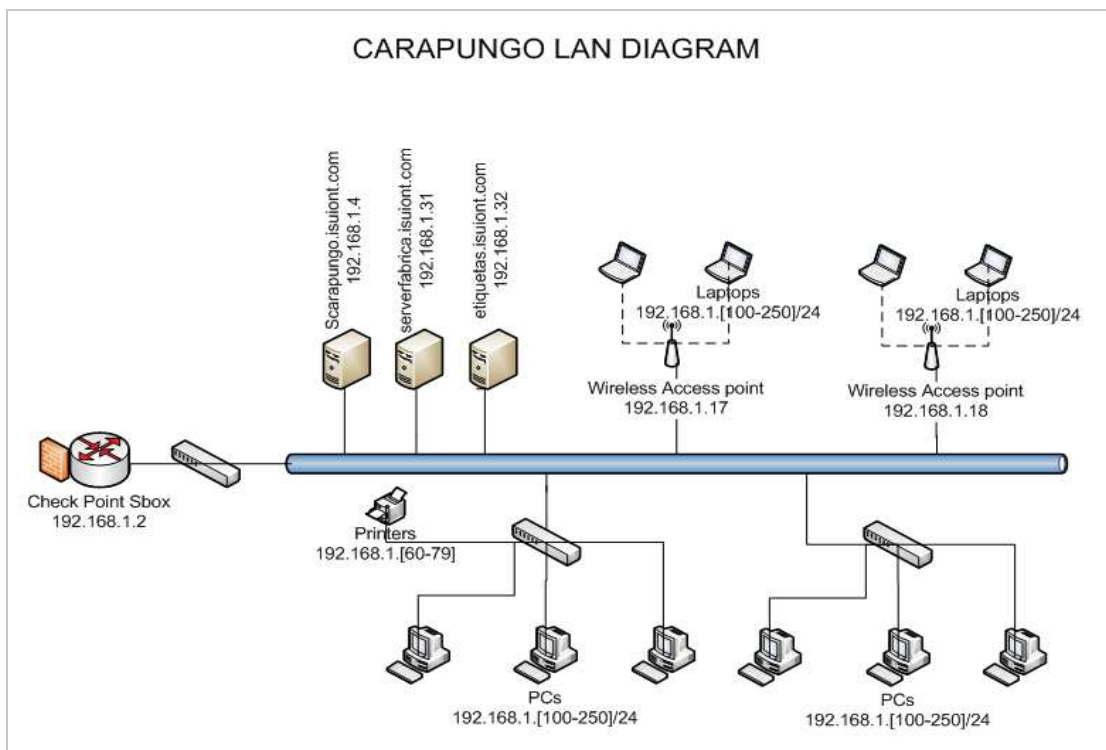 CARAPUNGO LAN DIAGRAM
Scarapungo.isuiont.com
192.168.1.4
serverfabrica.isuiont.com
192.168.1.31
etiquetas.isuiont.com
192.168.1.32
Laptops
192.168.1.[100-250]/24
Laptops
192.168.1.[100-250]/24
Wireless Access point
192.168.1.17
Wireless Access point
192.168.1.18
Check Point Sbox
192.168.1.2
Printers
192.168.1.[60-79]
PCs
192.168.1.[100-250]/24
PCs
192.168.1.[100-250]/24